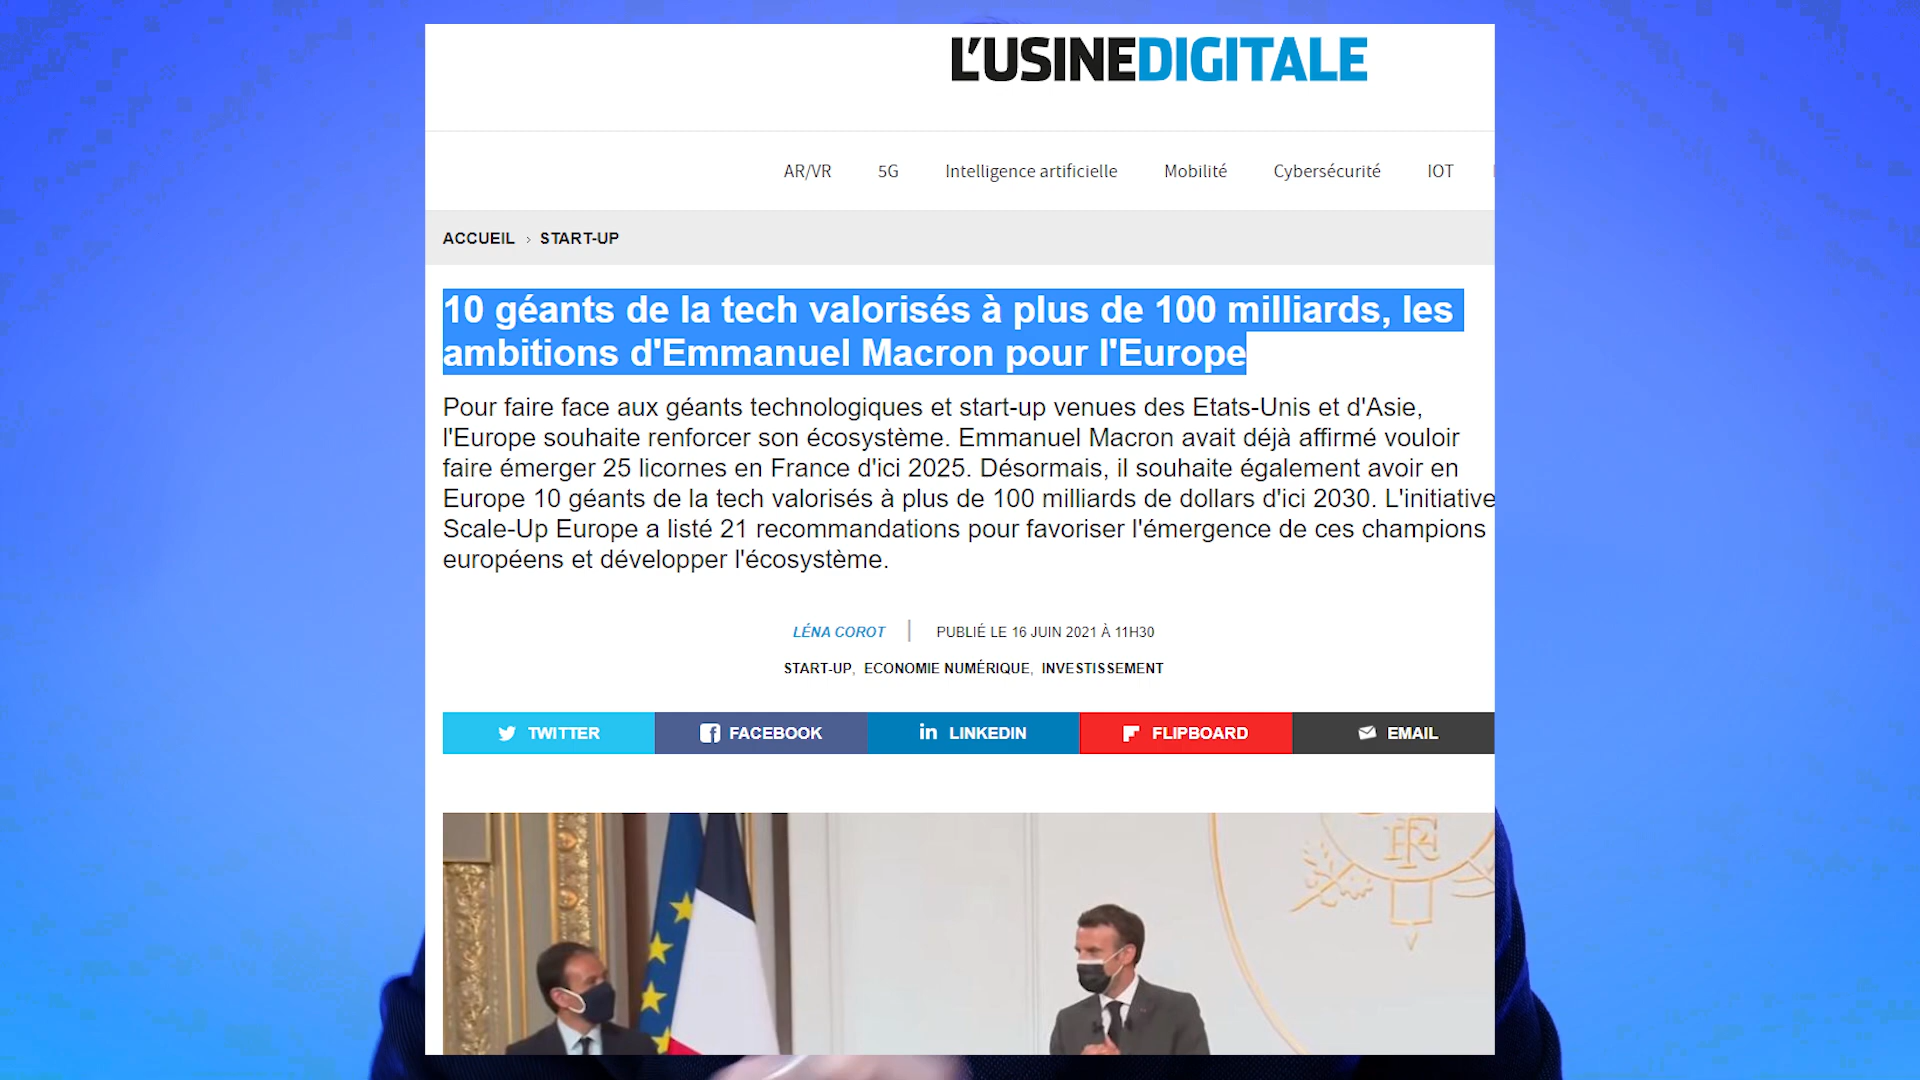 L'USINEDIGITALE
AR/VR 5G Intelligence artificielle Mobilité Cybersécurité IOT
ACCUEIL › START-UP
10 géants de la tech valorisés à plus de 100 milliards, les
ambitions d'Emmanuel Macron pour l'Europe
Pour faire face aux géants technologiques et start-up venues des Etats-Unis et d'Asie,
l'Europe souhaite renforcer son écosystème. Emmanuel Macron avait déjà affirmé vouloir
faire émerger 25 licornes en France d'ici 2025. Désormais, il souhaite également avoir en
Europe 10 géants de la tech valorisés à plus de 100 milliards de dollars d'ici 2030. L'initiative
Scale-Up Europe a listé 21 recommandations pour favoriser l'émergence de ces champions
européens et développer l'écosystème.
LÉNA COROT | PUBLIÉ LE 16 JUIN 2021 À 11H30
START-UP, ECONOMIE NUMÉRIQUE, INVESTISSEMENT
TWITTER FACEBOOK LINKEDIN FLIPBOARD EMAIL
RF